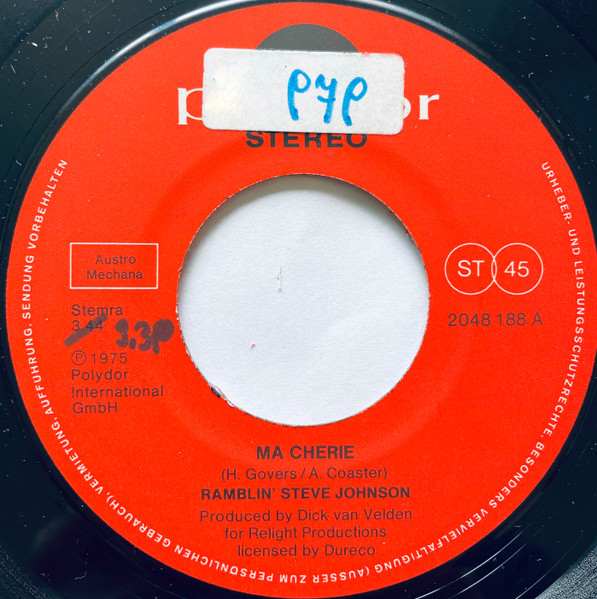 p7p
STEREO
Austro
Mechana
ST 45
Stemra
3.44 3.38
2048 188 A
Ⓟ 1975
Polydor
International
GmbH
MA CHERIE
(H. Govers/A. Coaster)
RAMBLIN' STEVE JOHNSON
Produced by Dick van Velden
for Relight Productions
licensed by Dureco
URHEBER- UND LEISTUNGSSCHUTZRECHTE, BESONDERS VERVIELFÄLTIGUNG (AUSSER ZUM PERSÖNLICHEN GEBRAUCH), VERMIETUNG, AUFFÜHRUNG, SENDUNG VORBEHALTEN